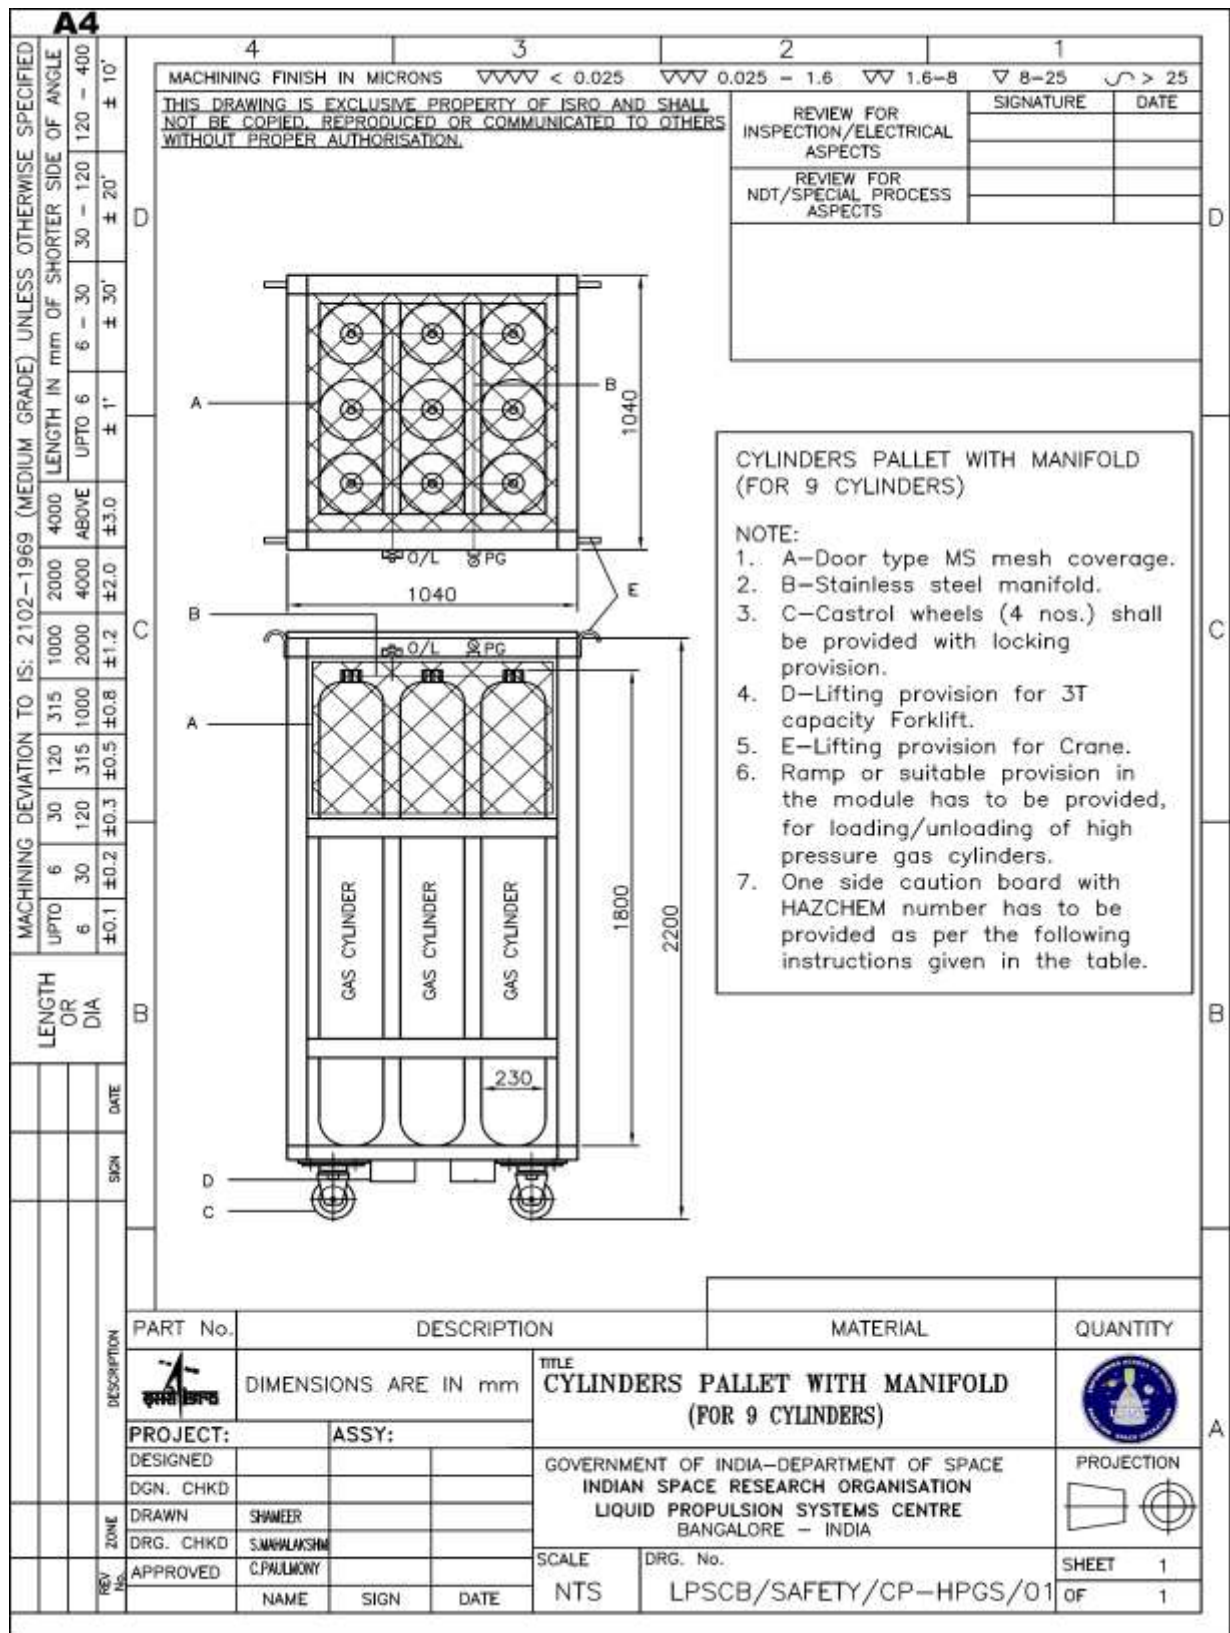 A4
4 3 2 1
MACHINING FINISH IN MICRONS < 0.025 0.025 - 1.6 1.6-8 8-25 > 25
THIS DRAWING IS EXCLUSIVE PROPERTY OF ISRO AND SHALL
NOT BE COPIED, REPRODUCED OR COMMUNICATED TO OTHERS
WITHOUT PROPER AUTHORISATION.
REVIEW FOR
INSPECTION/ELECTRICAL
ASPECTS
SIGNATURE DATE
REVIEW FOR
NDT/SPECIAL PROCESS
ASPECTS
MACHINING DEVIATION TO IS: 2102-1969 (MEDIUM GRADE) UNLESS OTHERWISE SPECIFIED
LENGTH IN mm OF SHORTER SIDE OF ANGLE
UPTO 6 6 - 30 30 - 120 120 - 400
± 1° ± 30' ± 20' ± 10'
LENGTH
OR
DIA
UPTO 6 30 120 315 1000 2000 4000
6 30 120 315 1000 2000 4000 ABOVE
±0.1 ±0.2 ±0.3 ±0.5 ±0.8 ±1.2 ±2.0 ±3.0
D
D
C
C
B
B
A
A
B
1040
O/L PG
1040
E
B
O/L PG
A
GAS CYLINDER
GAS CYLINDER
GAS CYLINDER
1800
2200
230
D
C
CYLINDERS PALLET WITH MANIFOLD
(FOR 9 CYLINDERS)
NOTE:
1. A-Door type MS mesh coverage.
2. B-Stainless steel manifold.
3. C-Castrol wheels (4 nos.) shall
be provided with locking
provision.
4. D-Lifting provision for 3T
capacity Forklift.
5. E-Lifting provision for Crane.
6. Ramp or suitable provision in
the module has to be provided,
for loading/unloading of high
pressure gas cylinders.
7. One side caution board with
HAZCHEM number has to be
provided as per the following
instructions given in the table.
REV No. ZONE DESCRIPTION SIGN DATE
PART No. DESCRIPTION MATERIAL QUANTITY
इसरो isro
DIMENSIONS ARE IN mm
TITLE
CYLINDERS PALLET WITH MANIFOLD
(FOR 9 CYLINDERS)
PROJECT: ASSY:
DESIGNED
DGN. CHKD
DRAWN SHAMEER
DRG. CHKD S.MAHALAKSHM
APPROVED C.PAULMONY
NAME SIGN DATE
GOVERNMENT OF INDIA-DEPARTMENT OF SPACE
INDIAN SPACE RESEARCH ORGANISATION
LIQUID PROPULSION SYSTEMS CENTRE
BANGALORE - INDIA
PROJECTION
SCALE
NTS
DRG. No.
LPSCB/SAFETY/CP-HPGS/01
SHEET 1
OF 1